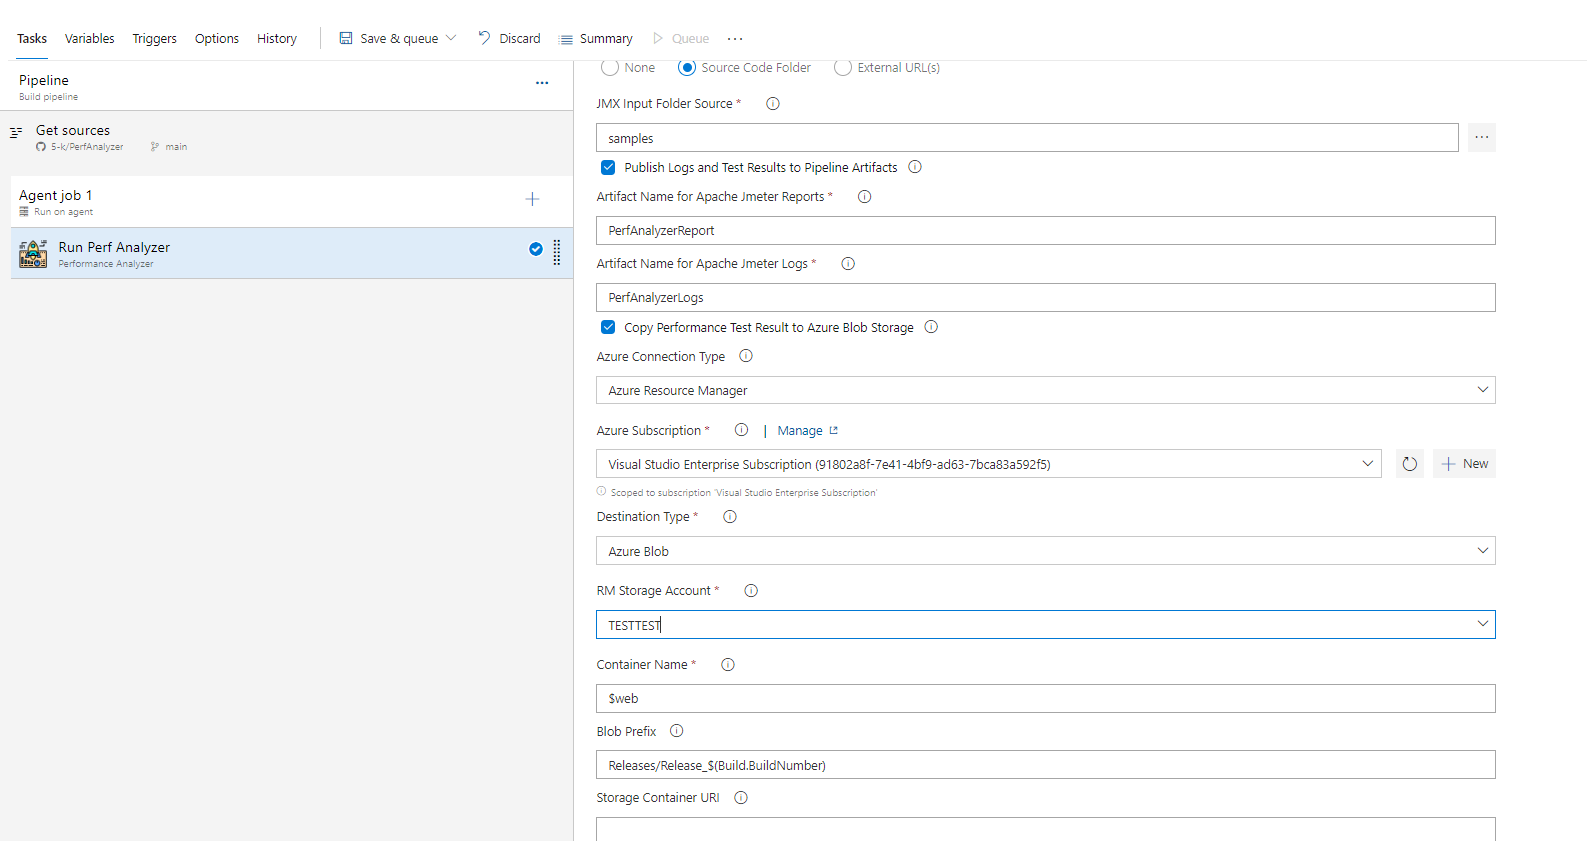 Tasks Variables Triggers Options History Save & queue Discard Summary Queue ...
Pipeline ...
Build pipeline
Get sources
5-k/PerfAnalyzer main
Agent job 1
Run on agent
Run Perf Analyzer
Performance Analyzer
None Source Code Folder External URL(s)
JMX Input Folder Source *
samples ...
Publish Logs and Test Results to Pipeline Artifacts
Artifact Name for Apache Jmeter Reports *
PerfAnalyzerReport
Artifact Name for Apache Jmeter Logs *
PerfAnalyzerLogs
Copy Performance Test Result to Azure Blob Storage
Azure Connection Type
Azure Resource Manager
Azure Subscription * | Manage
Visual Studio Enterprise Subscription (91802a8f-7e41-4bf9-ad63-7bca83a592f5) New
Scoped to subscription 'Visual Studio Enterprise Subscription'
Destination Type *
Azure Blob
RM Storage Account *
TESTTEST
Container Name *
$web
Blob Prefix
Releases/Release_$(Build.BuildNumber)
Storage Container URI